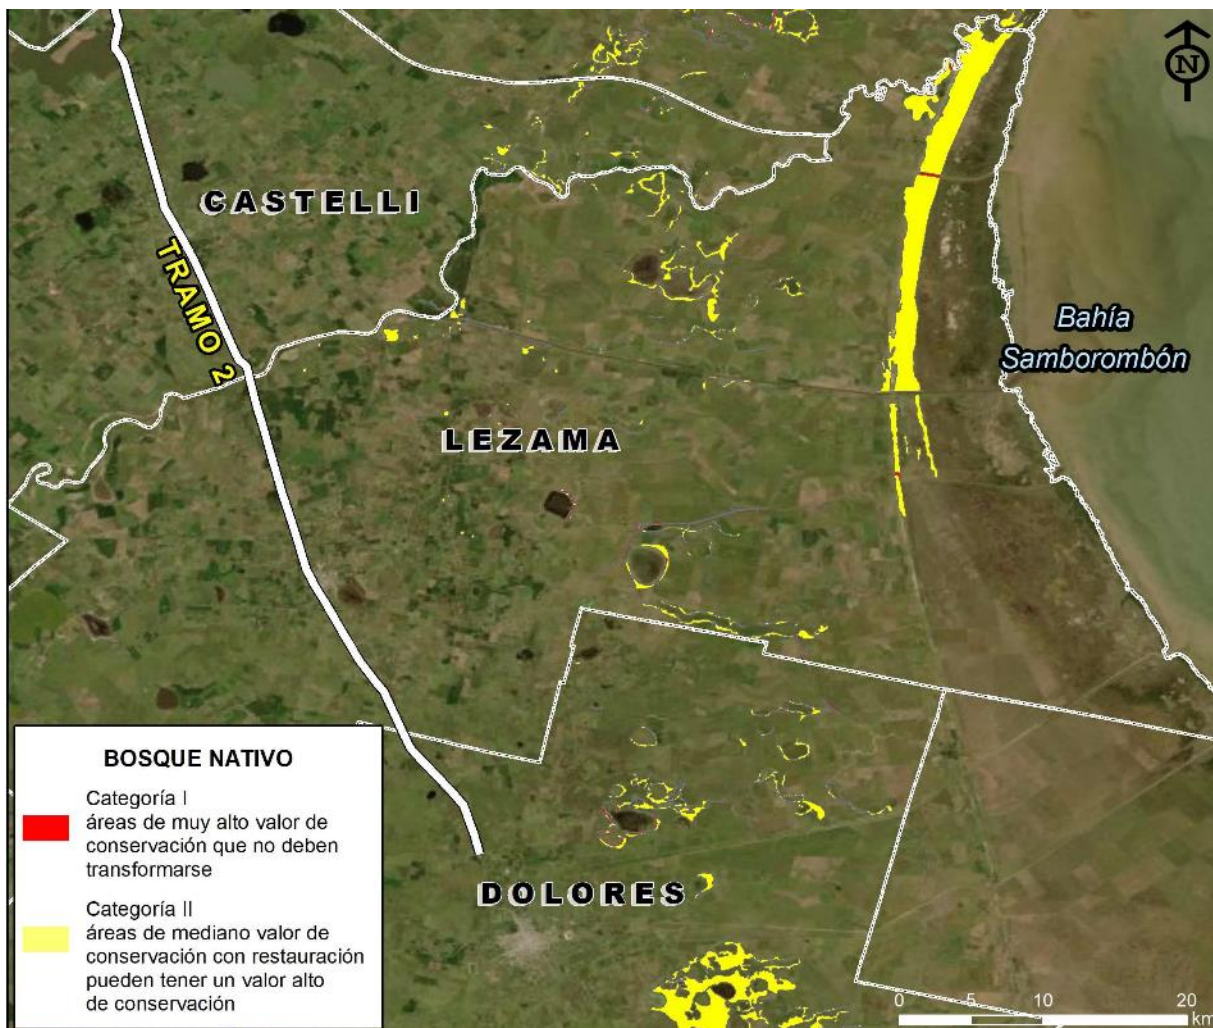 N
CASTELLI
TRAMO 2
Bahía
Samborombón
LEZAMA
DOLORES
BOSQUE NATIVO
Categoría I
áreas de muy alto valor de
conservación que no deben
transformarse
Categoría II
áreas de mediano valor de
conservación con restauración
pueden tener un valor alto
de conservación
0 5 10 20
km